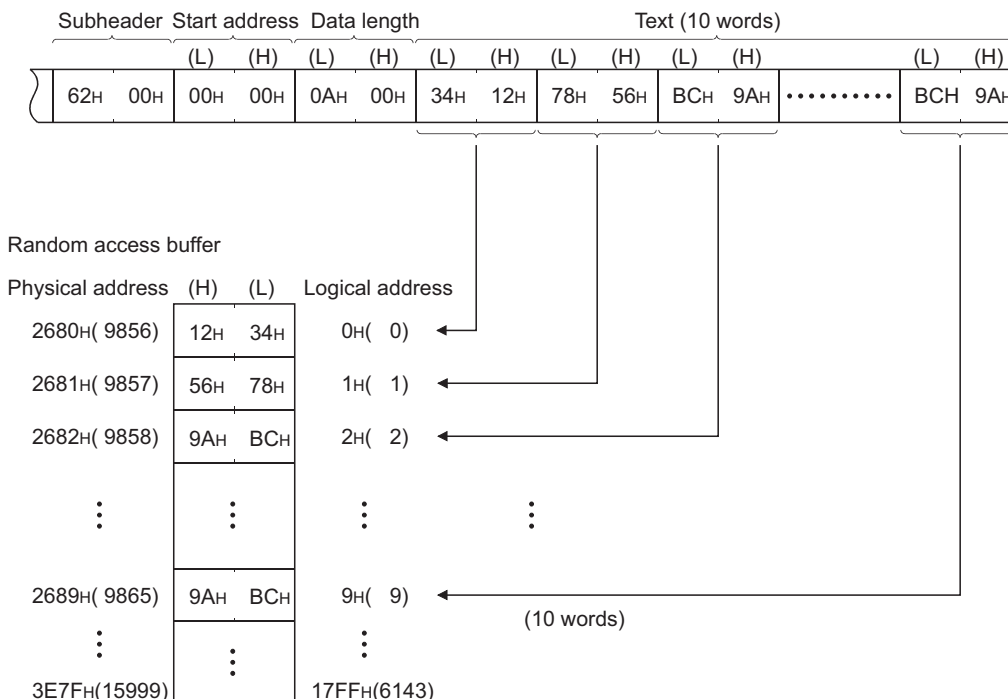 Subheader Start address Data length Text (10 words)
(L) (H) (L) (H) (L) (H) (L) (H) (L) (H) (L) (H)
62H 00H 00H 00H 0AH 00H 34H 12H 78H 56H BCH 9AH •••••••••• BCH 9AH
Random access buffer
Physical address (H) (L) Logical address
2680H( 9856) 12H 34H 0H( 0)
2681H( 9857) 56H 78H 1H( 1)
2682H( 9858) 9AH BCH 2H( 2)
2689H( 9865) 9AH BCH 9H( 9)
(10 words)
3E7FH(15999) 17FFH(6143)